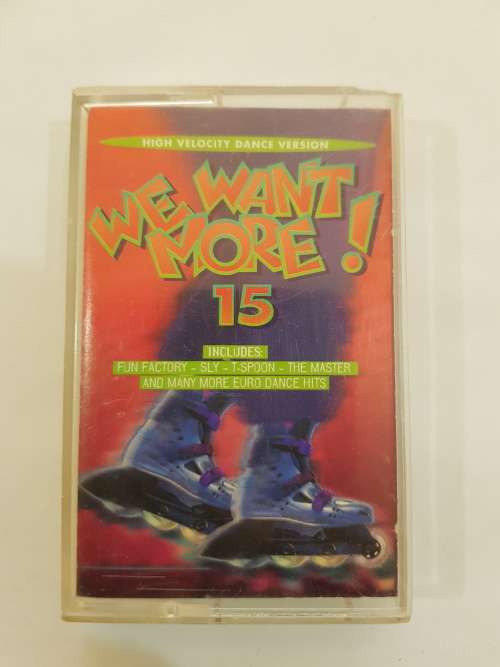 HIGH VELOCITY DANCE VERSION
WE WANT
MORE!
15
INCLUDES:
FUN FACTORY - SLY - T-SPOON - THE MASTER
AND MANY MORE EURO DANCE HITS